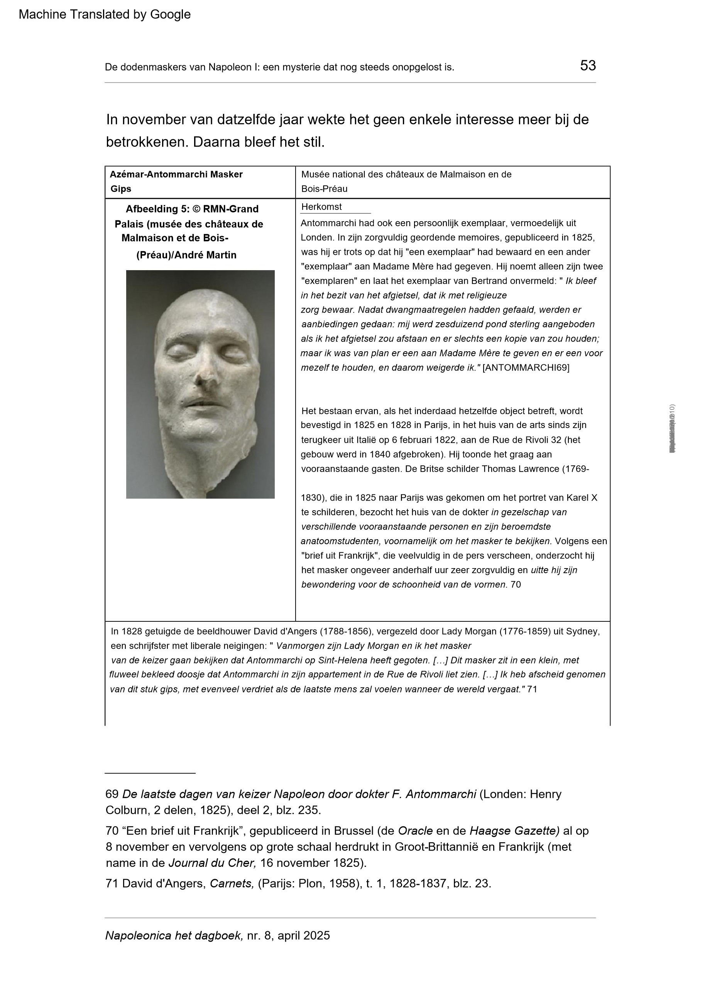 Machine Translated by Google
De dodenmaskers van Napoleon I: een mysterie dat nog steeds onopgelost is.
53
In november van datzelfde jaar wekte het geen enkele interesse meer bij de
betrokkenen. Daarna bleef het stil.
Azémar-Antommarchi Masker
Gips
Musée national des châteaux de Malmaison en de
Bois-Préau
Afbeelding 5: © RMN-Grand
Palais (musée des châteaux de
Malmaison et de Bois-
(Préau)/André Martin
Herkomst
Antommarchi had ook een persoonlijk exemplaar, vermoedelijk uit
Londen. In zijn zorgvuldig geordende memoires, gepubliceerd in 1825,
was hij er trots op dat hij "een exemplaar" had bewaard en een ander
"exemplaar" aan Madame Mère had gegeven. Hij noemt alleen zijn twee
"exemplaren" en laat het exemplaar van Bertrand onvermeld: " Ik bleef
in het bezit van het afgietsel, dat ik met religieuze
zorg bewaar. Nadat dwangmaatregelen hadden gefaald, werden er
aanbiedingen gedaan: mij werd zesduizend pond sterling aangeboden
als ik het afgietsel zou afstaan en er slechts een kopie van zou houden;
maar ik was van plan er een aan Madame Mère te geven en er een voor
mezelf te houden, en daarom weigerde ik." [ANTOMMARCHI69]
Het bestaan ervan, als het inderdaad hetzelfde object betreft, wordt
bevestigd in 1825 en 1828 in Parijs, in het huis van de arts sinds zijn
terugkeer uit Italië op 6 februari 1822, aan de Rue de Rivoli 32 (het
gebouw werd in 1840 afgebroken). Hij toonde het graag aan
vooraanstaande gasten. De Britse schilder Thomas Lawrence (1769-
1830), die in 1825 naar Parijs was gekomen om het portret van Karel X
te schilderen, bezocht het huis van de dokter in gezelschap van
verschillende vooraanstaande personen en zijn beroemdste
anatoomstudenten, voornamelijk om het masker te bekijken. Volgens een
"brief uit Frankrijk", die veelvuldig in de pers verscheen, onderzocht hij
het masker ongeveer anderhalf uur zeer zorgvuldig en uitte hij zijn
bewondering voor de schoonheid van de vormen. 70
In 1828 getuigde de beeldhouwer David d'Angers (1788-1856), vergezeld door Lady Morgan (1776-1859) uit Sydney,
een schrijfster met liberale neigingen: " Vanmorgen zijn Lady Morgan en ik het masker
van de keizer gaan bekijken dat Antommarchi op Sint-Helena heeft gegoten. […] Dit masker zit in een klein, met
fluweel bekleed doosje dat Antommarchi in zijn appartement in de Rue de Rivoli liet zien. […] Ik heb afscheid genomen
van dit stuk gips, met evenveel verdriet als de laatste mens zal voelen wanneer de wereld vergaat." 71
69 De laatste dagen van keizer Napoleon door dokter F. Antommarchi (Londen: Henry
Colburn, 2 delen, 1825), deel 2, blz. 235.
70 “Een brief uit Frankrijk”, gepubliceerd in Brussel (de Oracle en de Haagse Gazette) al op
8 november en vervolgens op grote schaal herdrukt in Groot-Brittannië en Frankrijk (met
name in de Journal du Cher, 16 november 1825).
71 David d'Angers, Carnets, (Parijs: Plon, 1958), t. 1, 1828-1837, blz. 23.
Napoleonica het dagboek, nr. 8, april 2025